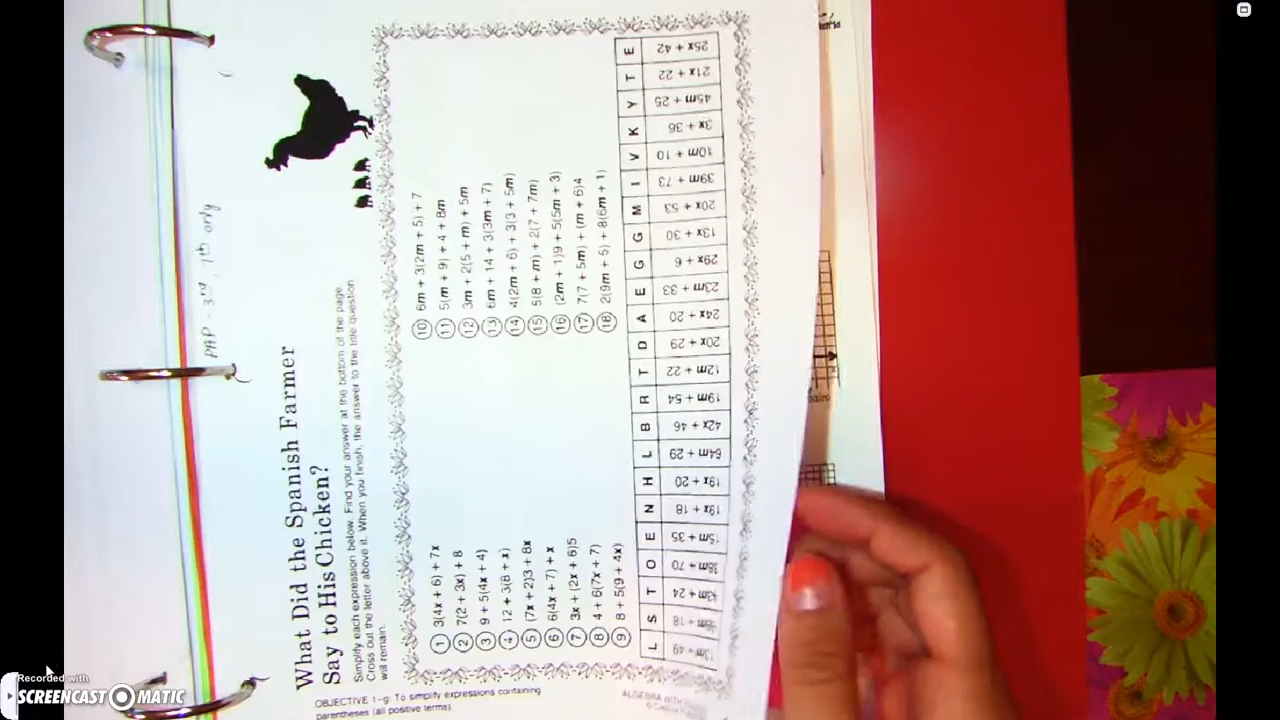 PAP - 3rd, 7th only
What Did the Spanish Farmer
Say to His Chicken?
Simplify each expression below. Find your answer at the bottom of the page.
Cross out the letter above it. When you finish, the answer to the title question
will remain.
1 3(4x + 6) + 7x
2 7(2 + 3x) + 8
3 9 + 5(4x + 4)
4 12 + 3(8 + x)
5 (7x + 2)3 + 8x
6 6(4x + 7) + x
7 3x + (2x + 6)5
8 4 + 6(7x + 7)
9 8 + 5(9 + 4x)
10 6m + 3(2m + 5) + 7
11 5(m + 9) + 4 + 8m
12 3m + 2(5 + m) + 5m
13 6m + 14 + 3(3m + 7)
14 4(2m + 6) + 3(3 + 5m)
15 5(8 + m) + 2(7 + 7m)
16 (2m + 1)9 + 5(5m + 3)
17 7(7 + 5m) + (m + 6)4
18 2(9m + 5) + 8(6m + 1)
L S T O E N H L B R T D A E G G M I V K Y T E
13m + 49
18
43m + 24
70
15m + 35
19x + 18
19x + 20
64m + 29
42x + 46
19m + 54
12m + 22
20x + 29
24x + 20
23m + 33
29x + 6
13x + 30
20x + 53
39m + 73
10m + 10
3x + 36
45m + 25
21x + 22
25x + 42
OBJECTIVE 1-g: To simplify expressions containing
parentheses (all positive terms).
ALGEBRA WITH
©
Recorded with
SCREENCAST MATIC